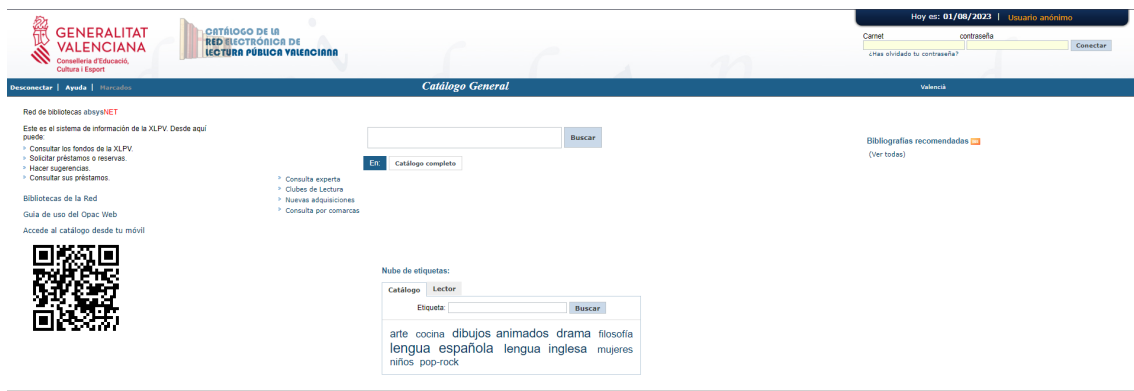 GENERALITAT
VALENCIANA
Conselleria d'Educació,
Cultura i Esport
CATÁLOGO DE LA
RED ELECTRÓNICA DE
LECTURA PÚBLICA VALENCIANA
Hoy es: 01/08/2023 | Usuario anónimo
Carnet contraseña
Conectar
¿Has olvidado tu contraseña?
Desconectar | Ayuda | Marcados
Catálogo General
Valencià
Red de bibliotecas absysNET
Este es el sistema de información de la XLPV. Desde aquí
puede:
Consultar los fondos de la XLPV.
Solicitar préstamos o reservas.
Hacer sugerencias.
Consultar sus préstamos.
Bibliotecas de la Red
Guia de uso del Opac Web
Accede al catálogo desde tu móvil
Buscar
En: Catálogo completo
Consulta experta
Clubes de Lectura
Nuevas adquisiciones
Consulta por comarcas
Nube de etiquetas:
Catálogo Lector
Etiqueta: Buscar
arte cocina dibujos animados drama filosofía
lengua española lengua inglesa mujeres
niños pop-rock
Bibliografías recomendadas
(Ver todas)